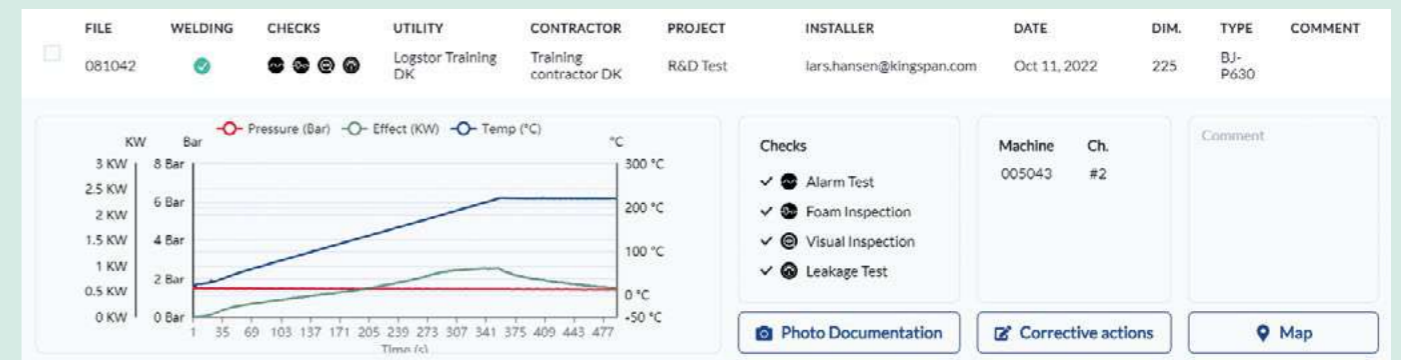 FILE WELDING CHECKS UTILITY CONTRACTOR PROJECT INSTALLER DATE DIM. TYPE COMMENT
081042 Logstor Training DK Training contractor DK R&D Test lars.hansen@kingspan.com Oct 11, 2022 225 BJ-P630
Pressure (Bar) Effect (KW) Temp (°C)
KW Bar °C
3 KW 8 Bar 300 °C
2.5 KW
2 KW 6 Bar 200 °C
1.5 KW 4 Bar
1 KW 100 °C
0.5 KW 2 Bar 0 °C
0 KW 0 Bar -50 °C
1 35 69 103 137 171 205 239 273 307 341 375 409 443 477
Time (s)
Checks
Alarm Test
Foam Inspection
Visual Inspection
Leakage Test
Machine Ch.
005043 #2
Comment
Photo Documentation Corrective actions Map